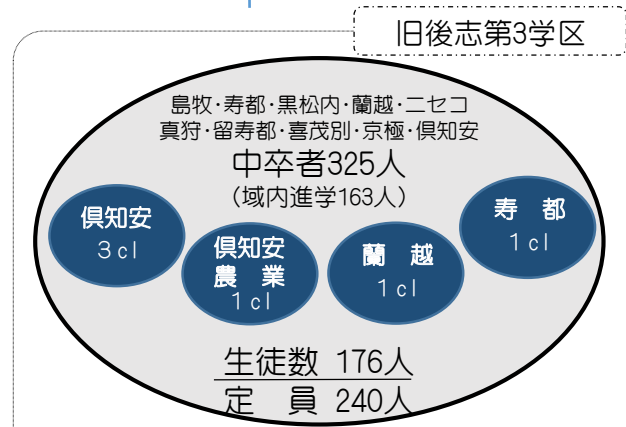 旧後志第3学区
島牧・寿都・黒松内・蘭越・ニセコ
真狩・留寿都・喜茂別・京極・倶知安
中卒者325人
(域内進学163人)
倶知安
3cl
倶知安
農　業
1cl
蘭　越
1cl
寿　都
1cl
生徒数 176人
定　員 240人